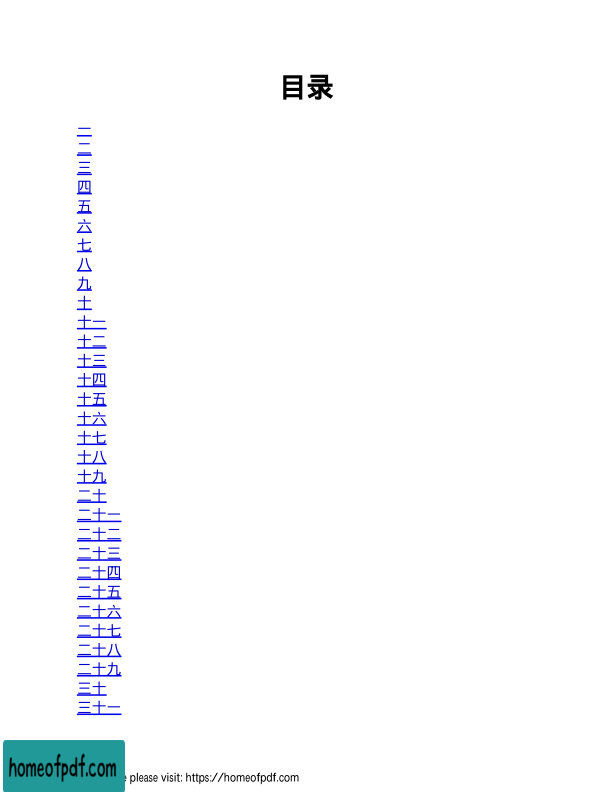 目录
一
二
三
四
五
六
七
八
九
十
十一
十二
十三
十四
十五
十六
十七
十八
十九
二十
二十一
二十二
二十三
二十四
二十五
二十六
二十七
二十八
二十九
三十
三十一
homeofpdf.com
please visit: https://homeofpdf.com